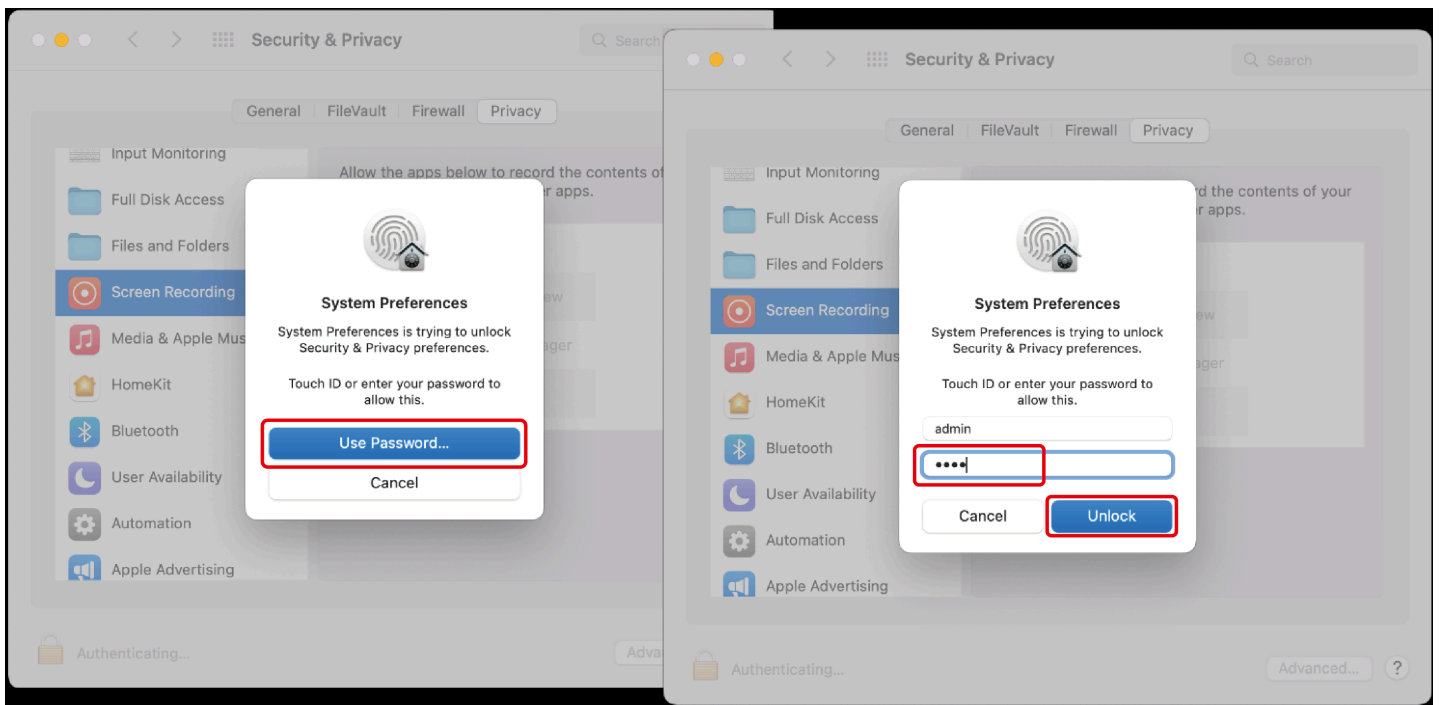 Security & Privacy
Search
General
FileVault
Firewall
Privacy
Input Monitoring
Full Disk Access
Files and Folders
Screen Recording
Media & Apple Mus
HomeKit
Bluetooth
User Availability
Automation
Apple Advertising
Allow the apps below to record the contents of
r apps.
System Preferences
System Preferences is trying to unlock
Security & Privacy preferences.
Touch ID or enter your password to
allow this.
Use Password...
Cancel
Authenticating...
Adva
Security & Privacy
Search
General
FileVault
Firewall
Privacy
Input Monitoring
Full Disk Access
Files and Folders
Screen Recording
Media & Apple Mus
HomeKit
Bluetooth
User Availability
Automation
Apple Advertising
rd the contents of your
r apps.
ew
ager
System Preferences
System Preferences is trying to unlock
Security & Privacy preferences.
Touch ID or enter your password to
allow this.
admin
••••
Cancel
Unlock
Authenticating...
Advanced...
?